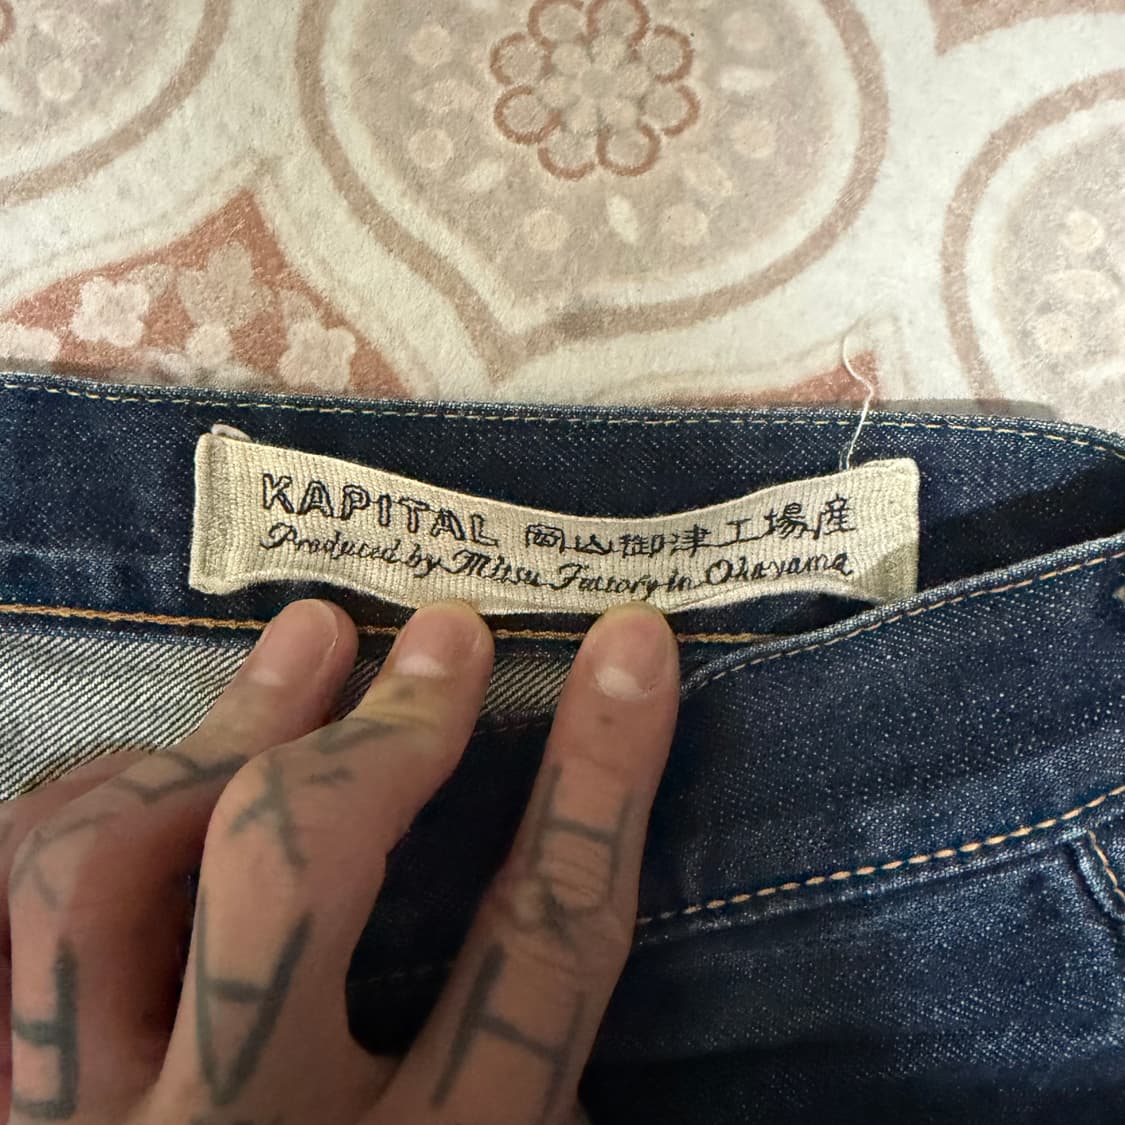 KAPITAL 岡山御津工場産
Produced by Mitsu Factory in Okayama